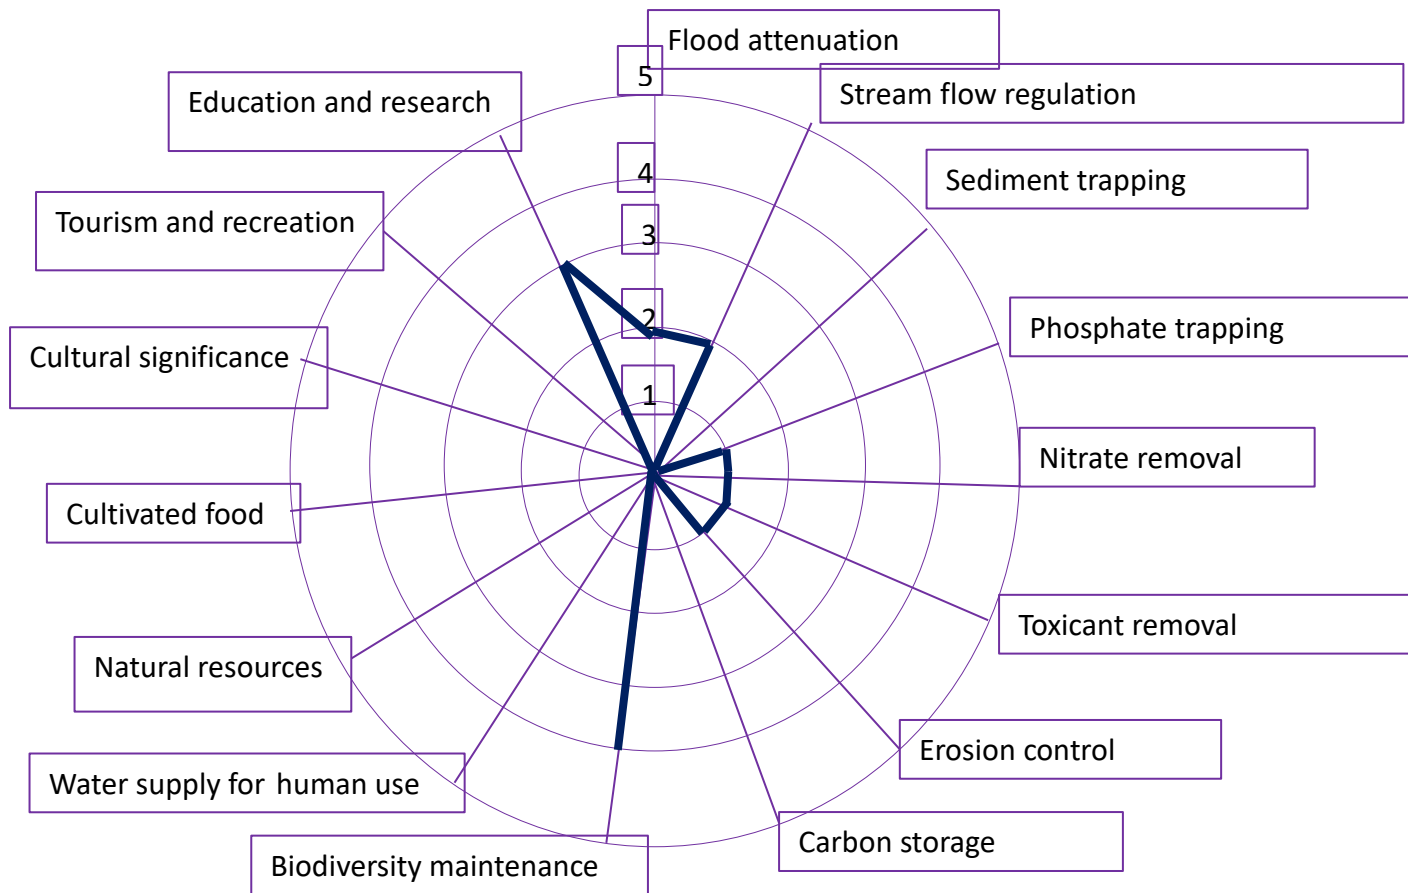 Flood attenuation
5
Stream flow regulation
Education and research
4
Sediment trapping
Tourism and recreation
3
2
Phosphate trapping
Cultural significance
1
Nitrate removal
Cultivated food
Toxicant removal
Natural resources
Erosion control
Water supply for human use
Carbon storage
Biodiversity maintenance